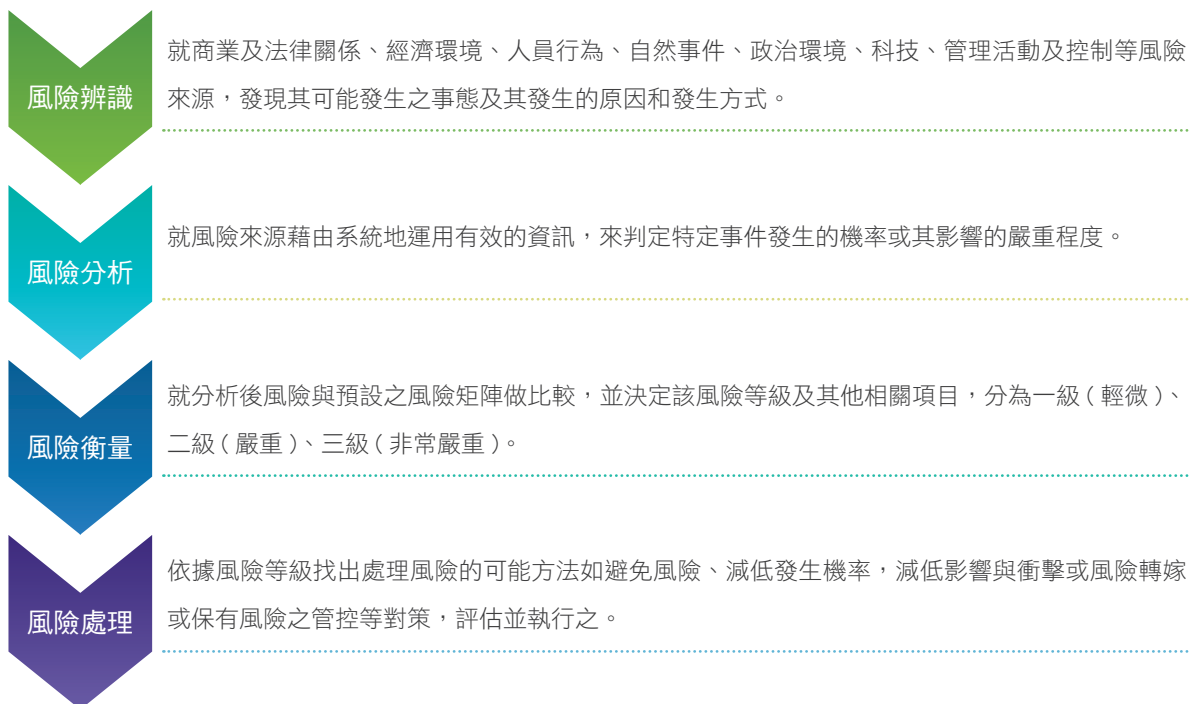 風險辨識
就商業及法律關係、經濟環境、人員行為、自然事件、政治環境、科技、管理活動及控制等風險
來源，發現其可能發生之事態及其發生的原因和發生方式。
風險分析
就風險來源藉由系統地運用有效的資訊，來判定特定事件發生的機率或其影響的嚴重程度。
風險衡量
就分析後風險與預設之風險矩陣做比較，並決定該風險等級及其他相關項目，分為一級 ( 輕微 )、
二級 ( 嚴重 )、三級 ( 非常嚴重 )。
風險處理
依據風險等級找出處理風險的可能方法如避免風險、減低發生機率，減低影響與衝擊或風險轉嫁
或保有風險之管控等對策，評估並執行之。